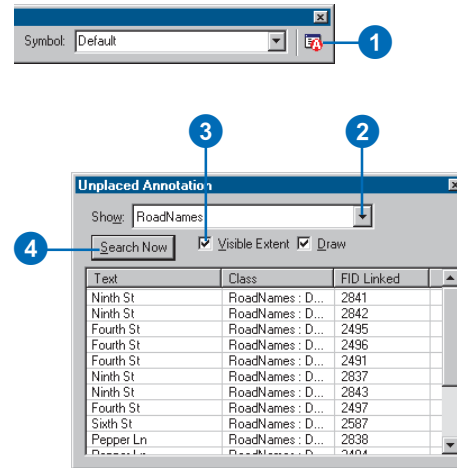 Symbol: Default
1
3 2
Unplaced Annotation
Show: RoadNames
4 Search Now Visible Extent Draw
Text Class FID Linked
Ninth St RoadNames : D... 2841
Ninth St RoadNames : D... 2842
Fourth St RoadNames : D... 2495
Fourth St RoadNames : D... 2496
Fourth St RoadNames : D... 2491
Ninth St RoadNames : D... 2837
Ninth St RoadNames : D... 2843
Fourth St RoadNames : D... 2497
Sixth St RoadNames : D... 2587
Pepper Ln RoadNames : D... 2838